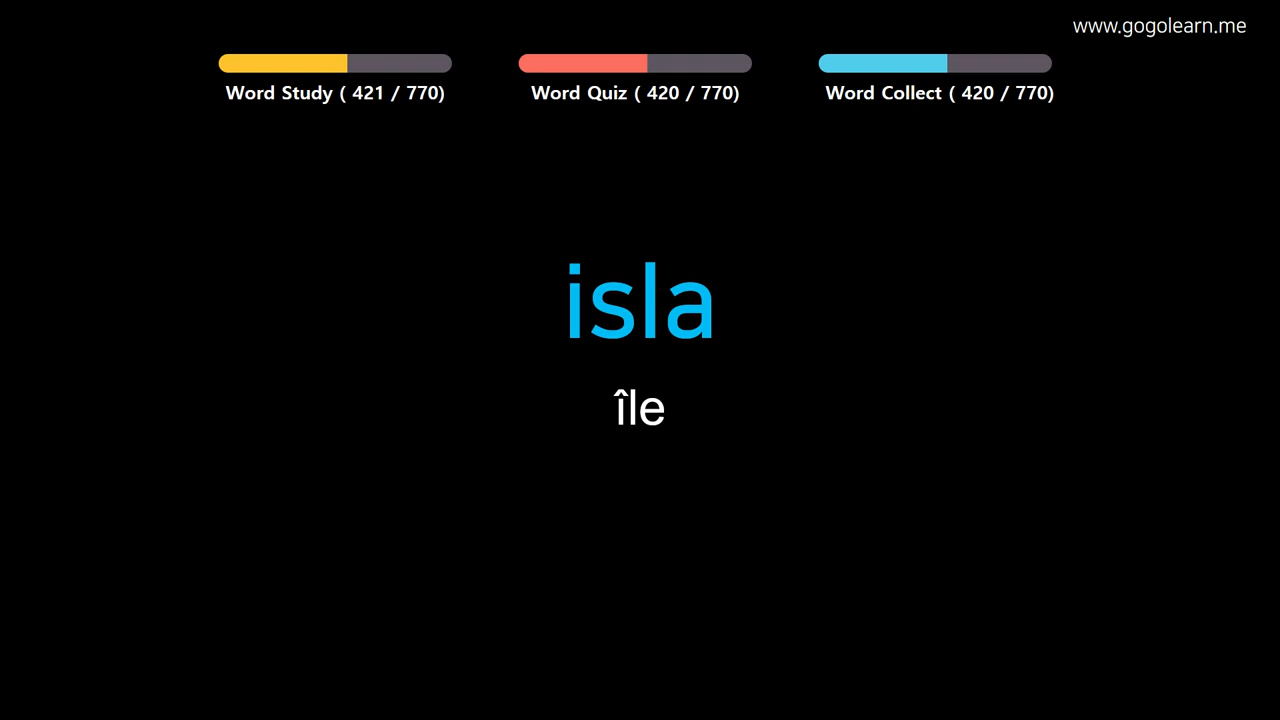 www.gogolearn.me
Word Study ( 421 / 770)
Word Quiz ( 420 / 770)
Word Collect ( 420 / 770)
isla
île